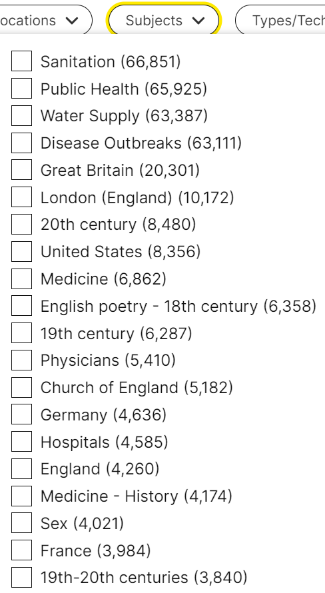 ocations Subjects Types/Tech
Sanitation (66,851)
Public Health (65,925)
Water Supply (63,387)
Disease Outbreaks (63,111)
Great Britain (20,301)
London (England) (10,172)
20th century (8,480)
United States (8,356)
Medicine (6,862)
English poetry - 18th century (6,358)
19th century (6,287)
Physicians (5,410)
Church of England (5,182)
Germany (4,636)
Hospitals (4,585)
England (4,260)
Medicine - History (4,174)
Sex (4,021)
France (3,984)
19th-20th centuries (3,840)